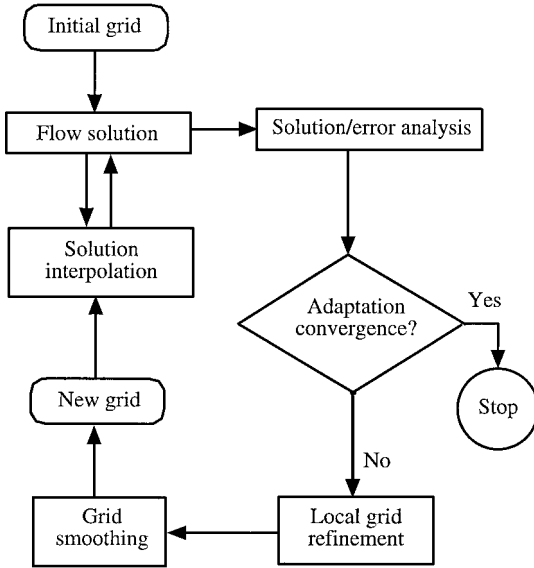 Initial grid
Flow solution
Solution/error analysis
Solution
interpolation
Adaptation
convergence?
Yes
New grid
Stop
No
Grid
smoothing
Local grid
refinement